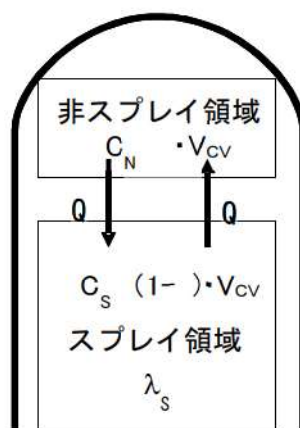 非スプレイ領域
C_N ・V_CV
Q Q
C_S (1- )・V_CV
スプレイ領域
λ_S